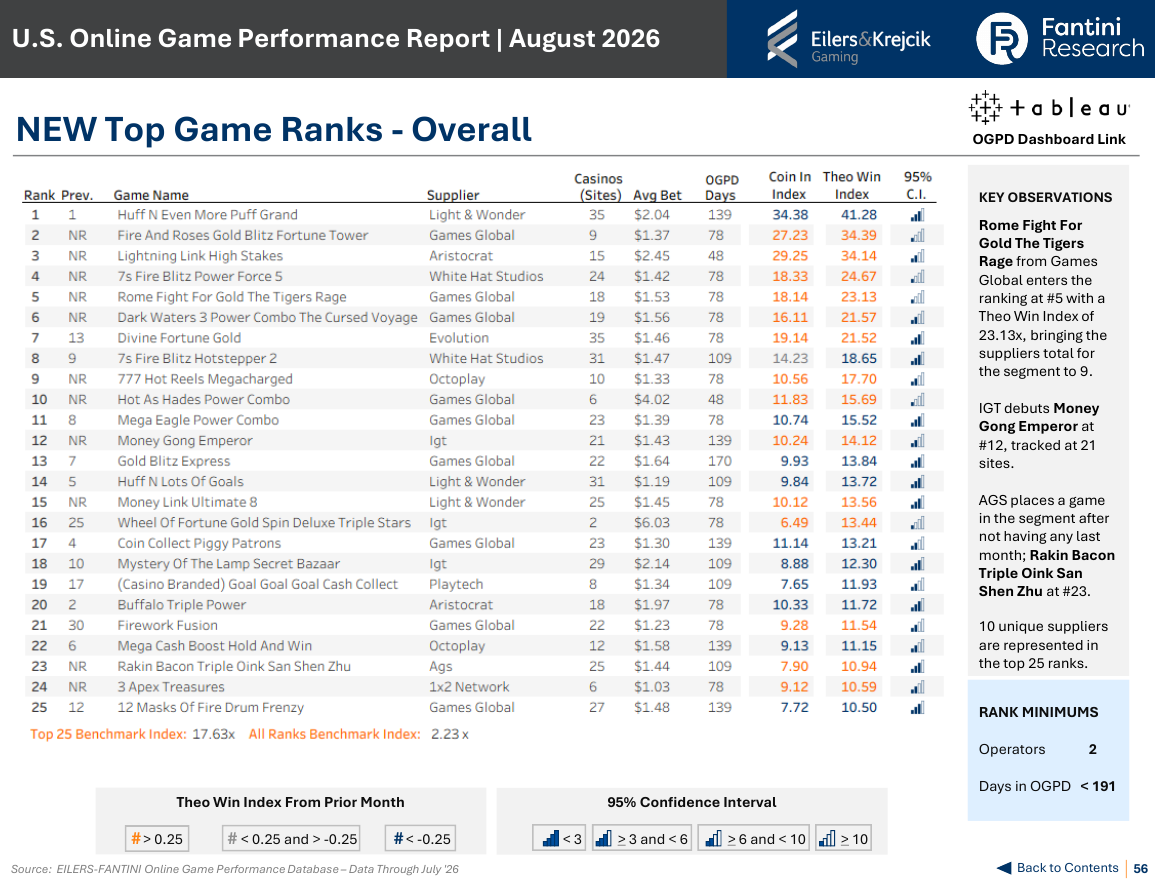 U.S. Online Game Performance Report | August 2026
Eilers&Krejcik
Gaming
Fantini
Research
NEW Top Game Ranks - Overall
+ a b l e a u
OGPD Dashboard Link
Rank Prev. Game Name Supplier Casinos (Sites) Avg Bet OGPD Days Coin In Index Theo Win Index 95% C.I.
1 1 Huff N Even More Puff Grand Light & Wonder 35 $2.04 139 34.38 41.28
2 NR Fire And Roses Gold Blitz Fortune Tower Games Global 9 $1.37 78 27.23 34.39
3 NR Lightning Link High Stakes Aristocrat 15 $2.45 48 29.25 34.14
4 NR 7s Fire Blitz Power Force 5 White Hat Studios 24 $1.42 78 18.33 24.67
5 NR Rome Fight For Gold The Tigers Rage Games Global 18 $1.53 78 18.14 23.13
6 NR Dark Waters 3 Power Combo The Cursed Voyage Games Global 19 $1.56 78 16.11 21.57
7 13 Divine Fortune Gold Evolution 35 $1.46 78 19.14 21.52
8 9 7s Fire Blitz Hotstepper 2 White Hat Studios 31 $1.47 109 14.23 18.65
9 NR 777 Hot Reels Megacharged Octoplay 10 $1.33 78 10.56 17.70
10 NR Hot As Hades Power Combo Games Global 6 $4.02 48 11.83 15.69
11 8 Mega Eagle Power Combo Games Global 23 $1.39 78 10.74 15.52
12 NR Money Gong Emperor Igt 21 $1.43 139 10.24 14.12
13 7 Gold Blitz Express Games Global 22 $1.64 170 9.93 13.84
14 5 Huff N Lots Of Goals Light & Wonder 31 $1.19 109 9.84 13.72
15 NR Money Link Ultimate 8 Light & Wonder 25 $1.45 78 10.12 13.56
16 25 Wheel Of Fortune Gold Spin Deluxe Triple Stars Igt 2 $6.03 78 6.49 13.44
17 4 Coin Collect Piggy Patrons Games Global 23 $1.30 139 11.14 13.21
18 10 Mystery Of The Lamp Secret Bazaar Igt 29 $2.14 109 8.88 12.30
19 17 (Casino Branded) Goal Goal Goal Cash Collect Playtech 8 $1.34 109 7.65 11.93
20 2 Buffalo Triple Power Aristocrat 18 $1.97 78 10.33 11.72
21 30 Firework Fusion Games Global 22 $1.23 78 9.28 11.54
22 6 Mega Cash Boost Hold And Win Octoplay 12 $1.58 139 9.13 11.15
23 NR Rakin Bacon Triple Oink San Shen Zhu Ags 25 $1.44 109 7.90 10.94
24 NR 3 Apex Treasures 1x2 Network 6 $1.03 78 9.12 10.59
25 12 12 Masks Of Fire Drum Frenzy Games Global 27 $1.48 139 7.72 10.50
Top 25 Benchmark Index: 17.63x All Ranks Benchmark Index: 2.23 x
KEY OBSERVATIONS
Rome Fight For
Gold The Tigers
Rage from Games
Global enters the
ranking at #5 with a
Theo Win Index of
23.13x, bringing the
suppliers total for
the segment to 9.
IGT debuts Money
Gong Emperor at
#12, tracked at 21
sites.
AGS places a game
in the segment after
not having any last
month; Rakin Bacon
Triple Oink San
Shen Zhu at #23.
10 unique suppliers
are represented in
the top 25 ranks.
RANK MINIMUMS
Operators 2
Days in OGPD < 191
Theo Win Index From Prior Month
# > 0.25 # < 0.25 and > -0.25 # < -0.25
95% Confidence Interval
< 3 ≥ 3 and < 6 ≥ 6 and < 10 ≥ 10
Source: EILERS-FANTINI Online Game Performance Database – Data Through July '26
Back to Contents 56